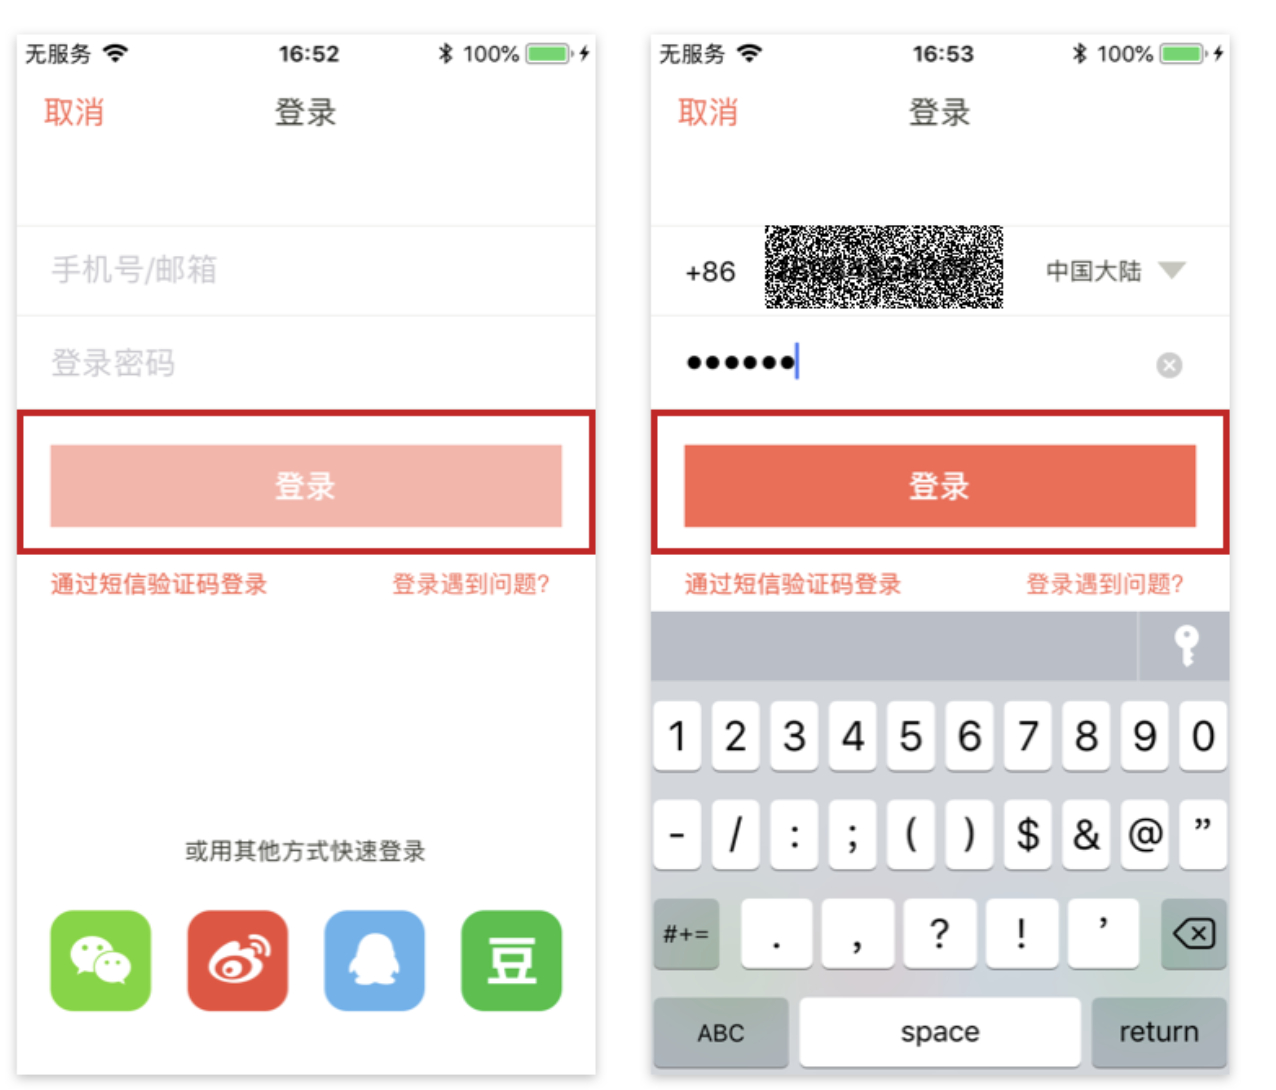 无服务 16:52 100%
取消 登录
手机号/邮箱
登录密码
登录
通过短信验证码登录 登录遇到问题?
或用其他方式快速登录
豆
无服务 16:53 100%
取消 登录
+86 中国大陆
登录
通过短信验证码登录 登录遇到问题?
1 2 3 4 5 6 7 8 9 0
- / : ; ( ) $ & @ ”
#+= . , ? ! ’
ABC space return